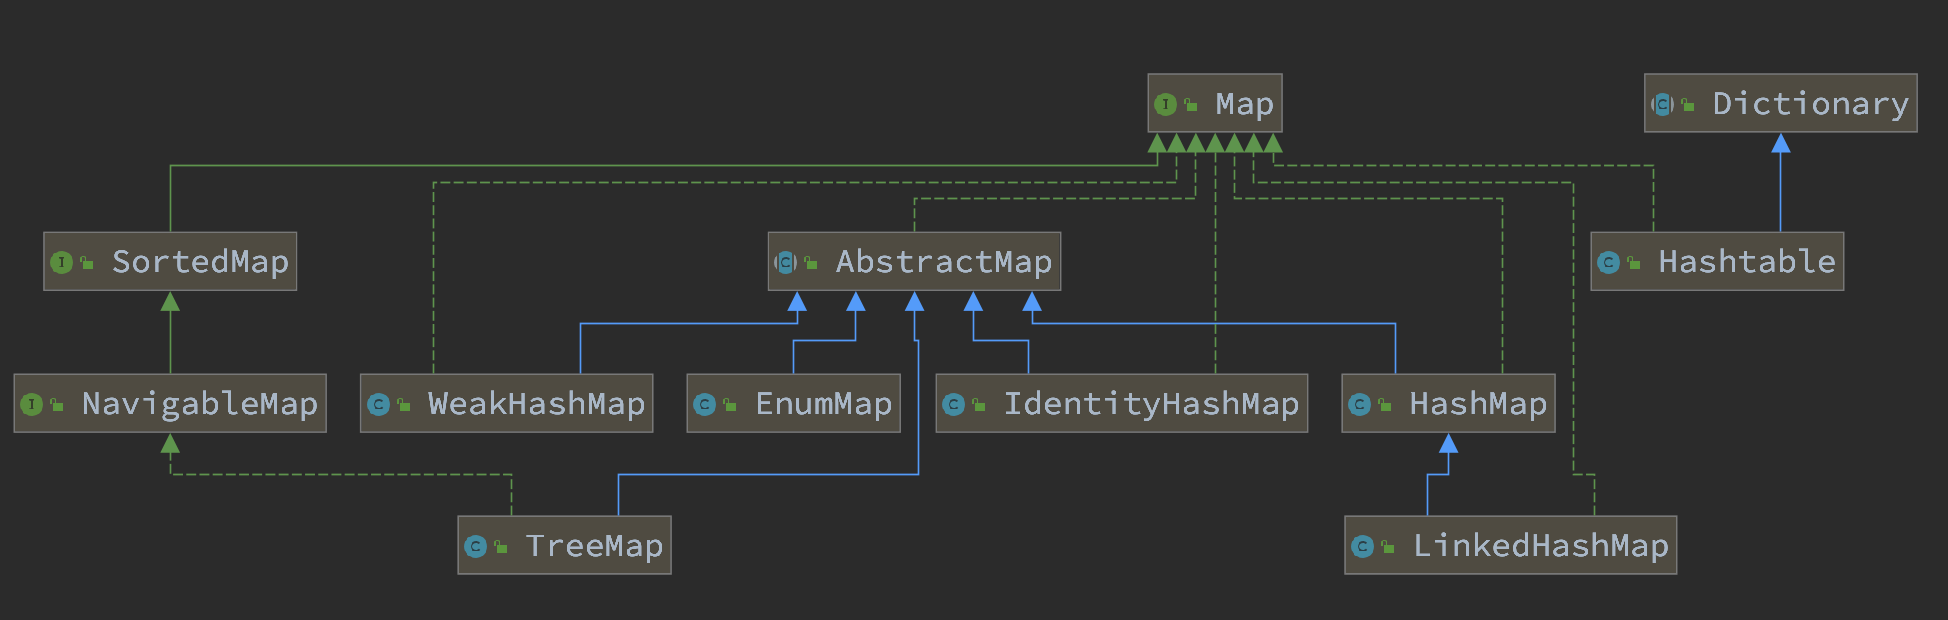 Map
Dictionary
SortedMap
AbstractMap
Hashtable
NavigableMap
WeakHashMap
EnumMap
IdentityHashMap
HashMap
TreeMap
LinkedHashMap